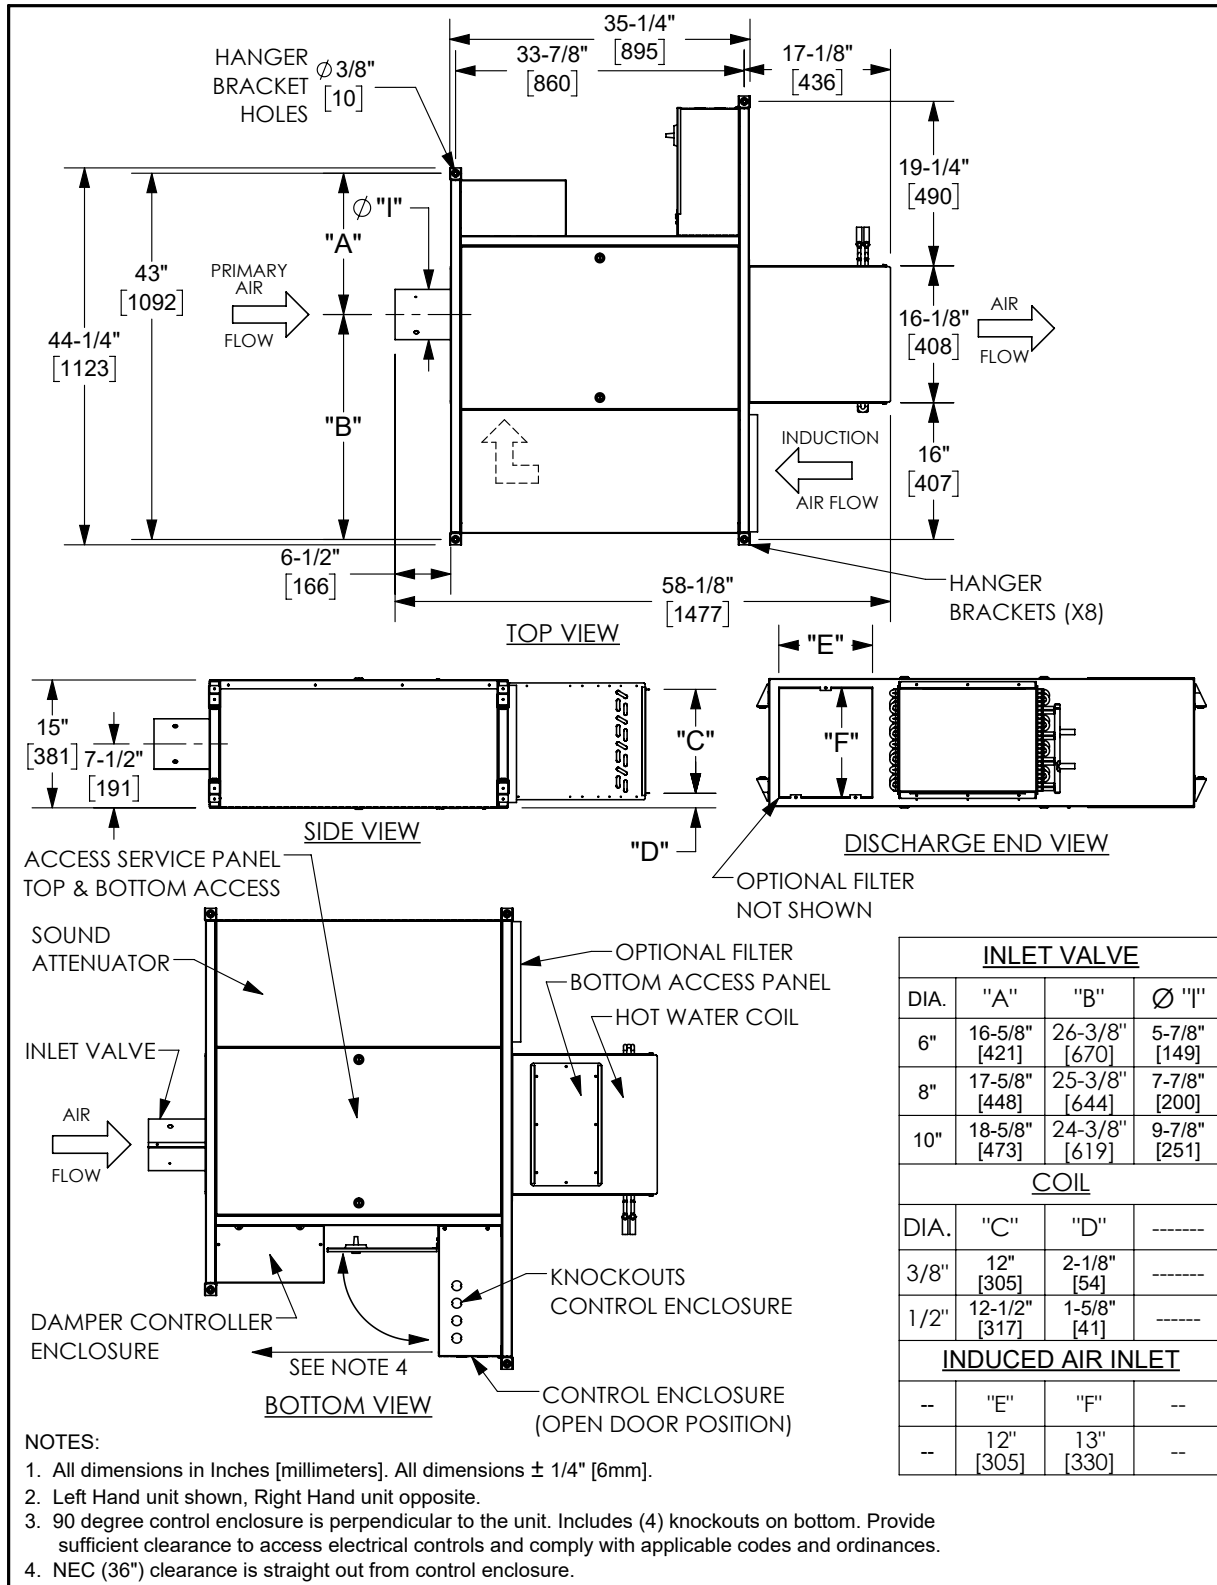 35-1/4"
[895]
33-7/8"
[860]
17-1/8"
[436]
HANGER
BRACKET
HOLES
Ø3/8"
[10]
19-1/4"
[490]
Ø "I"
"A"
43"
[1092]
PRIMARY
AIR
FLOW
44-1/4"
[1123]
16-1/8"
[408]
AIR
FLOW
"B"
INDUCTION
AIR FLOW
16"
[407]
6-1/2"
[166]
58-1/8"
[1477]
HANGER
BRACKETS (X8)
TOP VIEW
"E"
15"
[381]
7-1/2"
[191]
"C"
"F"
SIDE VIEW
"D"
DISCHARGE END VIEW
OPTIONAL FILTER
NOT SHOWN
ACCESS SERVICE PANEL
TOP & BOTTOM ACCESS
SOUND
ATTENUATOR
OPTIONAL FILTER
BOTTOM ACCESS PANEL
HOT WATER COIL
INLET VALVE
AIR
FLOW
KNOCKOUTS
CONTROL ENCLOSURE
DAMPER CONTROLLER
ENCLOSURE
SEE NOTE 4
BOTTOM VIEW
CONTROL ENCLOSURE
(OPEN DOOR POSITION)
INLET VALVE
DIA. "A" "B" Ø "I"
6" 16-5/8" [421] 26-3/8" [670] 5-7/8" [149]
8" 17-5/8" [448] 25-3/8" [644] 7-7/8" [200]
10" 18-5/8" [473] 24-3/8" [619] 9-7/8" [251]
COIL
DIA. "C" "D" -------
3/8" 12" [305] 2-1/8" [54] -------
1/2" 12-1/2" [317] 1-5/8" [41] ------
INDUCED AIR INLET
-- "E" "F" --
-- 12" [305] 13" [330] --
NOTES:
1. All dimensions in Inches [millimeters]. All dimensions ± 1/4" [6mm].
2. Left Hand unit shown, Right Hand unit opposite.
3. 90 degree control enclosure is perpendicular to the unit. Includes (4) knockouts on bottom. Provide
sufficient clearance to access electrical controls and comply with applicable codes and ordinances.
4. NEC (36") clearance is straight out from control enclosure.